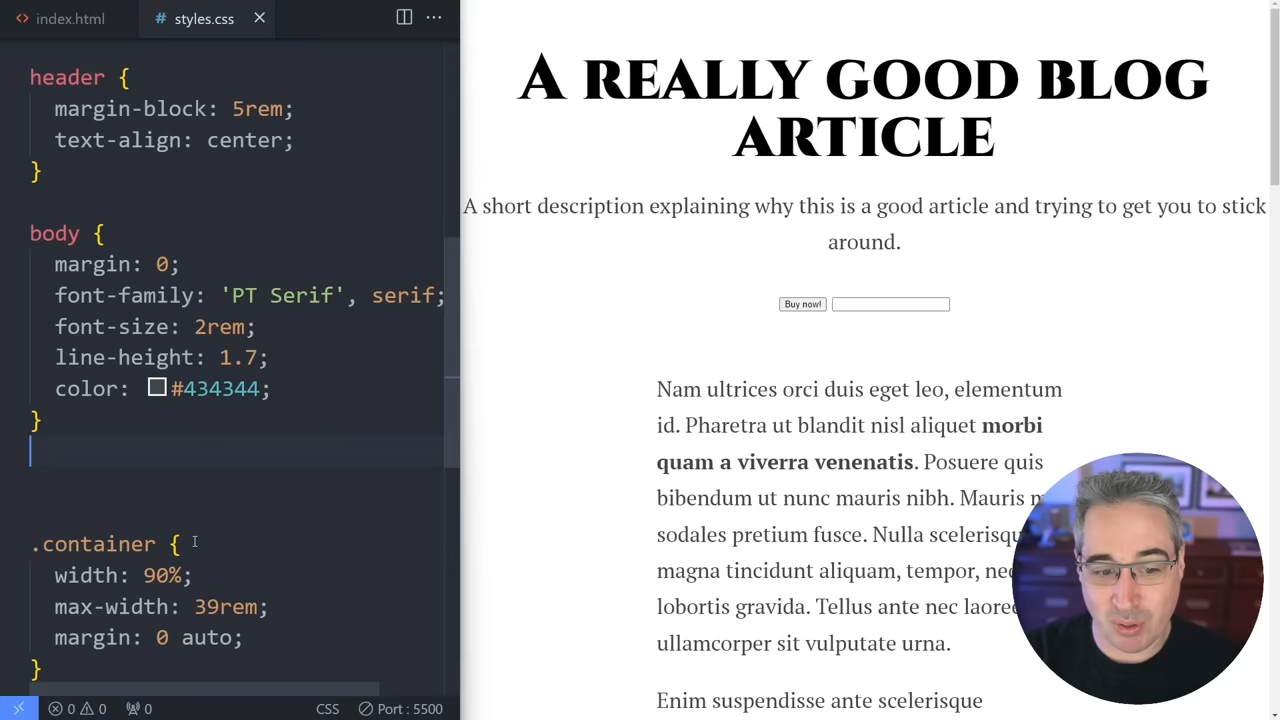 index.html
styles.css
header {
margin-block: 5rem;
text-align: center;
}
body {
margin: 0;
font-family: 'PT Serif', serif;
font-size: 2rem;
line-height: 1.7;
color: #434344;
}
.container {
width: 90%;
max-width: 39rem;
margin: 0 auto;
}
0 0 0 CSS Port : 5500
A REALLY GOOD BLOG
ARTICLE
A short description explaining why this is a good article and trying to get you to stick
around.
Buy now!
Nam ultrices orci duis eget leo, elementum
id. Pharetra ut blandit nisl aliquet morbi
quam a viverra venenatis. Posuere quis
bibendum ut nunc mauris nibh. Mauris
sodales pretium fusce. Nulla
magna tincidunt aliquam, tempor,
lobortis gravida. Tellus ante nec
ullamcorper sit vulputate urna.
Enim suspendisse ante scelerisque